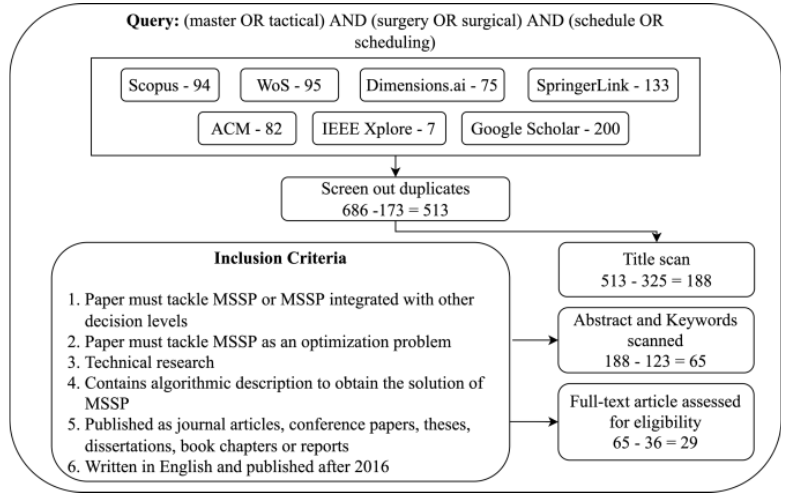 Query: (master OR tactical) AND (surgery OR surgical) AND (schedule OR
scheduling)
Scopus - 94
WoS - 95
Dimensions.ai - 75
SpringerLink - 133
ACM - 82
IEEE Xplore - 7
Google Scholar - 200
Screen out duplicates
686 -173 = 513
Inclusion Criteria
1. Paper must tackle MSSP or MSSP integrated with other
decision levels
2. Paper must tackle MSSP as an optimization problem
3. Technical research
4. Contains algorithmic description to obtain the solution of
MSSP
5. Published as journal articles, conference papers, theses,
dissertations, book chapters or reports
6. Written in English and published after 2016
Title scan
513 - 325 = 188
Abstract and Keywords
scanned
188 - 123 = 65
Full-text article assessed
for eligibility
65 - 36 = 29